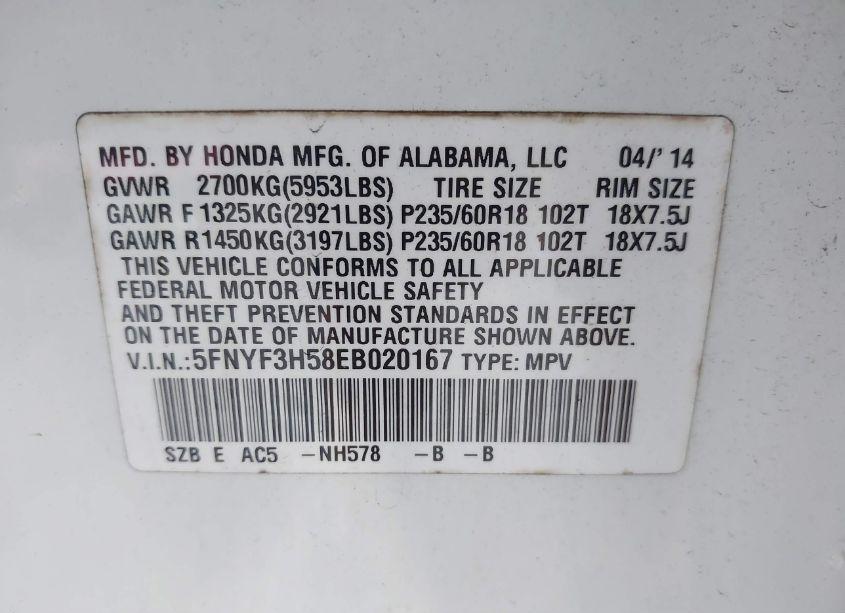 MFD. BY HONDA MFG. OF ALABAMA, LLC 04/'14
GVWR 2700KG(5953LBS) TIRE SIZE RIM SIZE
GAWR F 1325KG(2921LBS) P235/60R18 102T 18X7.5J
GAWR R 1450KG(3197LBS) P235/60R18 102T 18X7.5J
THIS VEHICLE CONFORMS TO ALL APPLICABLE
FEDERAL MOTOR VEHICLE SAFETY
AND THEFT PREVENTION STANDARDS IN EFFECT
ON THE DATE OF MANUFACTURE SHOWN ABOVE.
V.I.N.:5FNYF3H58EB020167 TYPE: MPV
SZB E AC5 -NH578 -B -B